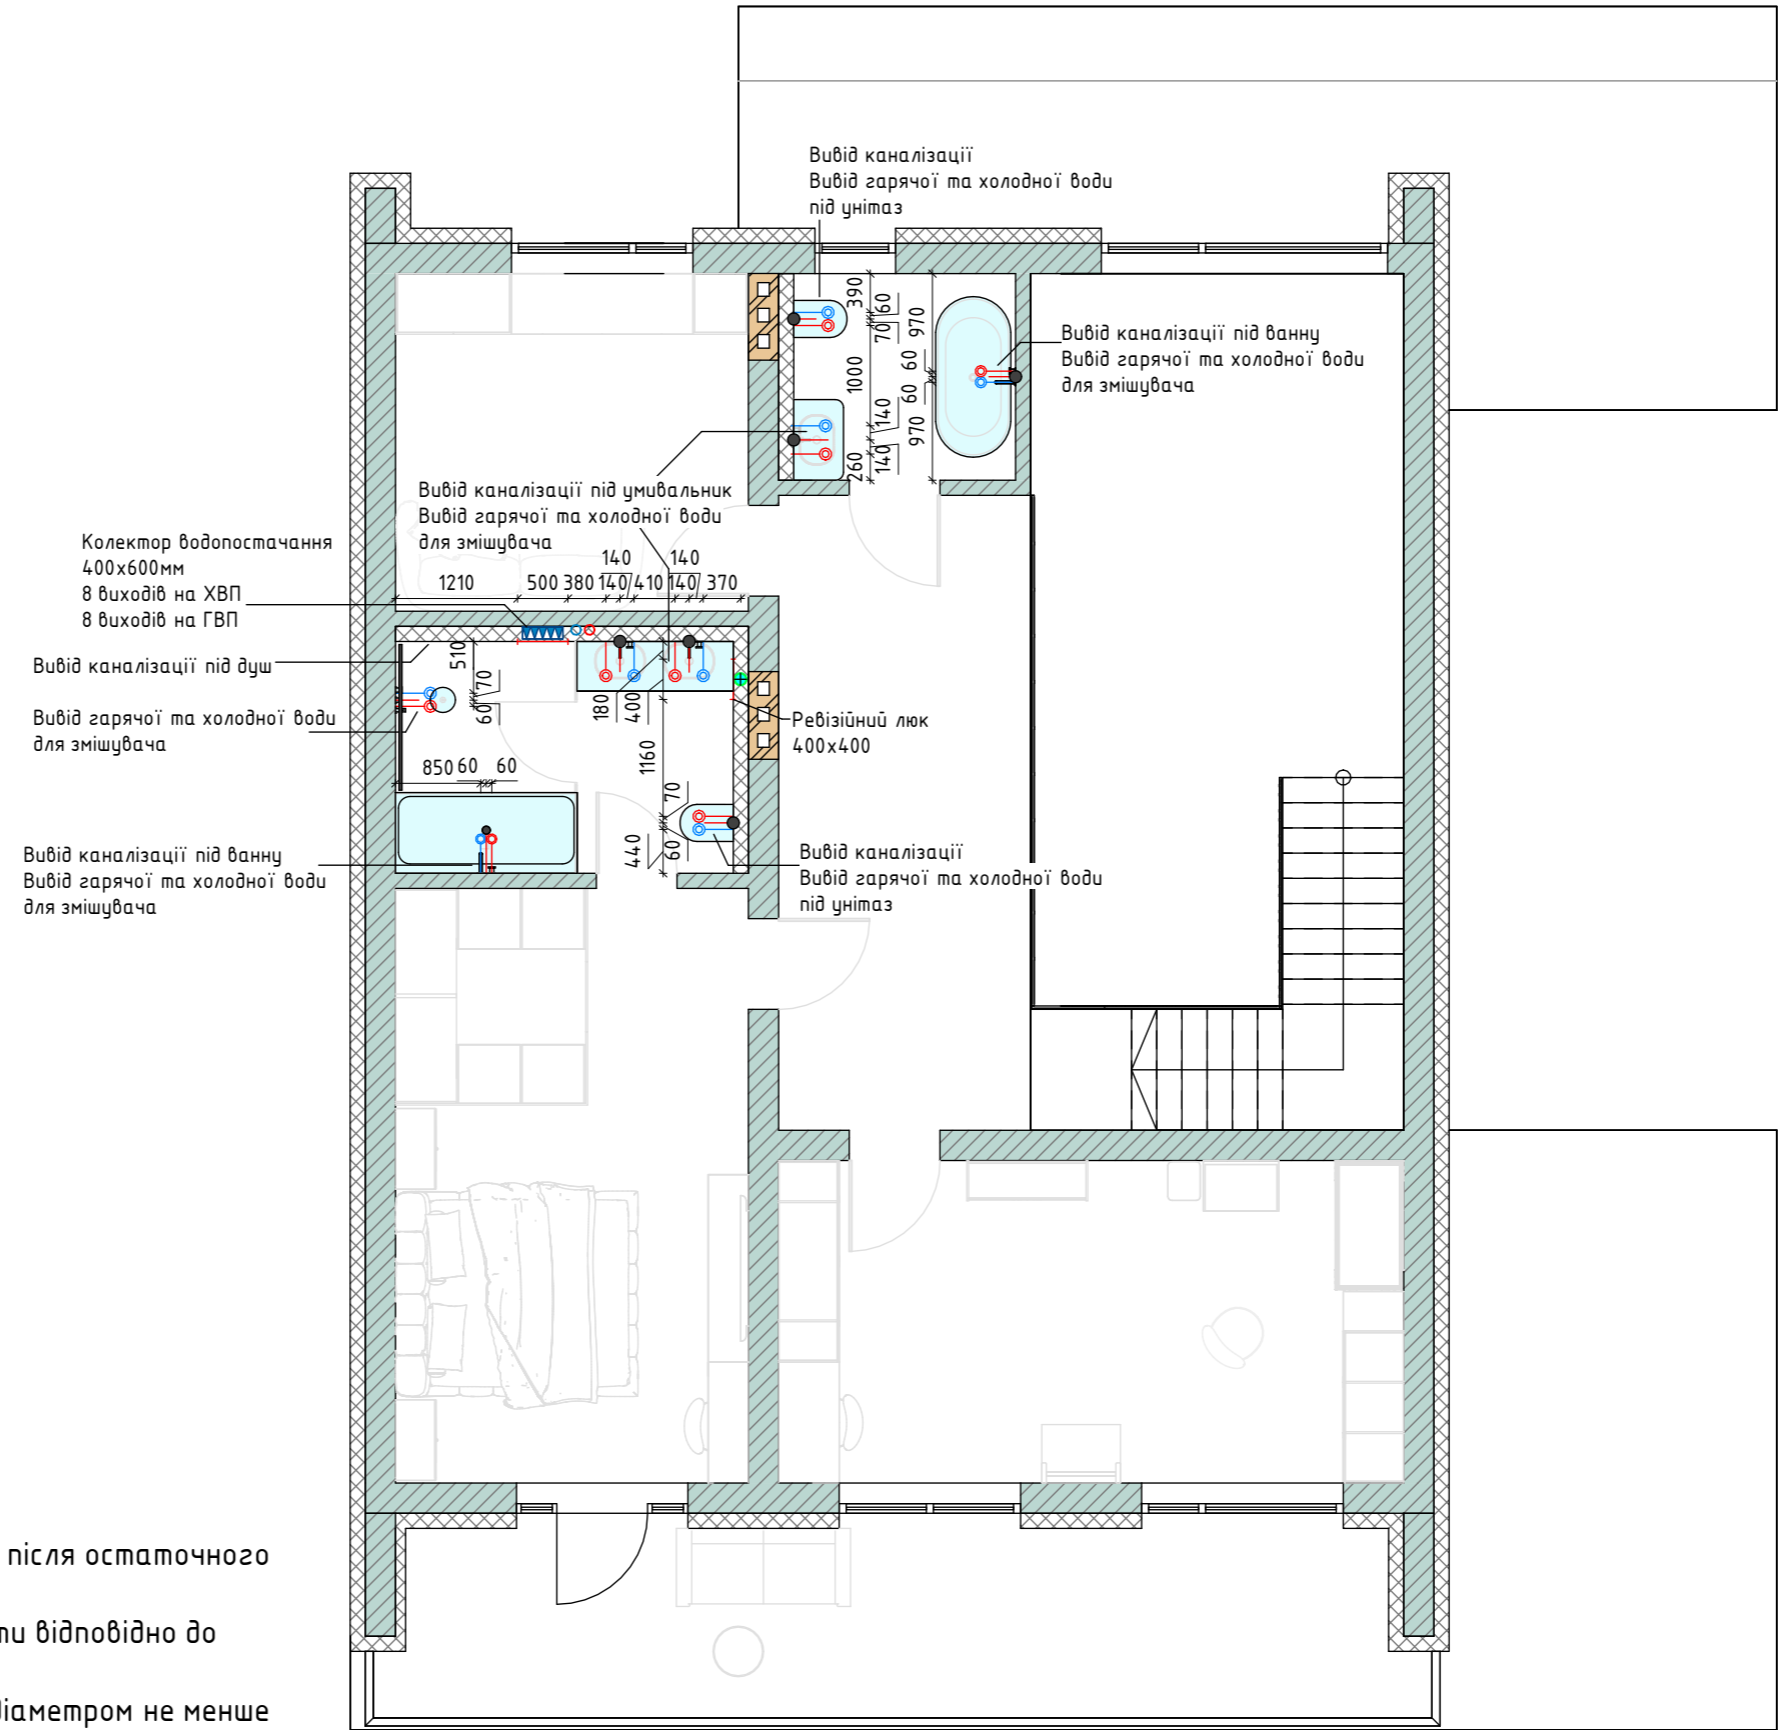 Вивід каналізації
Вивід гарячої та холодної води
під унітаз
390
60
70
970
1000
60
60
140
970
260
140
Вивід каналізації під ванну
Вивід гарячої та холодної води
для змішувача
Вивід каналізації під умивальник
Вивід гарячої та холодної води
для змішувача
Колектор водопостачання
400х600мм
8 виходів на ХВП
8 виходів на ГВП
140
140
1210
500
380
140
410
140
370
Вивід каналізації під душ
510
70
60
180
400
Вивід гарячої та холодної води
для змішувача
Ревізійний люк
400х400
850
60
60
1160
70
440
60
Вивід каналізації під ванну
Вивід гарячої та холодної води
для змішувача
Вивід каналізації
Вивід гарячої та холодної води
під унітаз
після остаточного
ти відповідно до
діаметром не менше